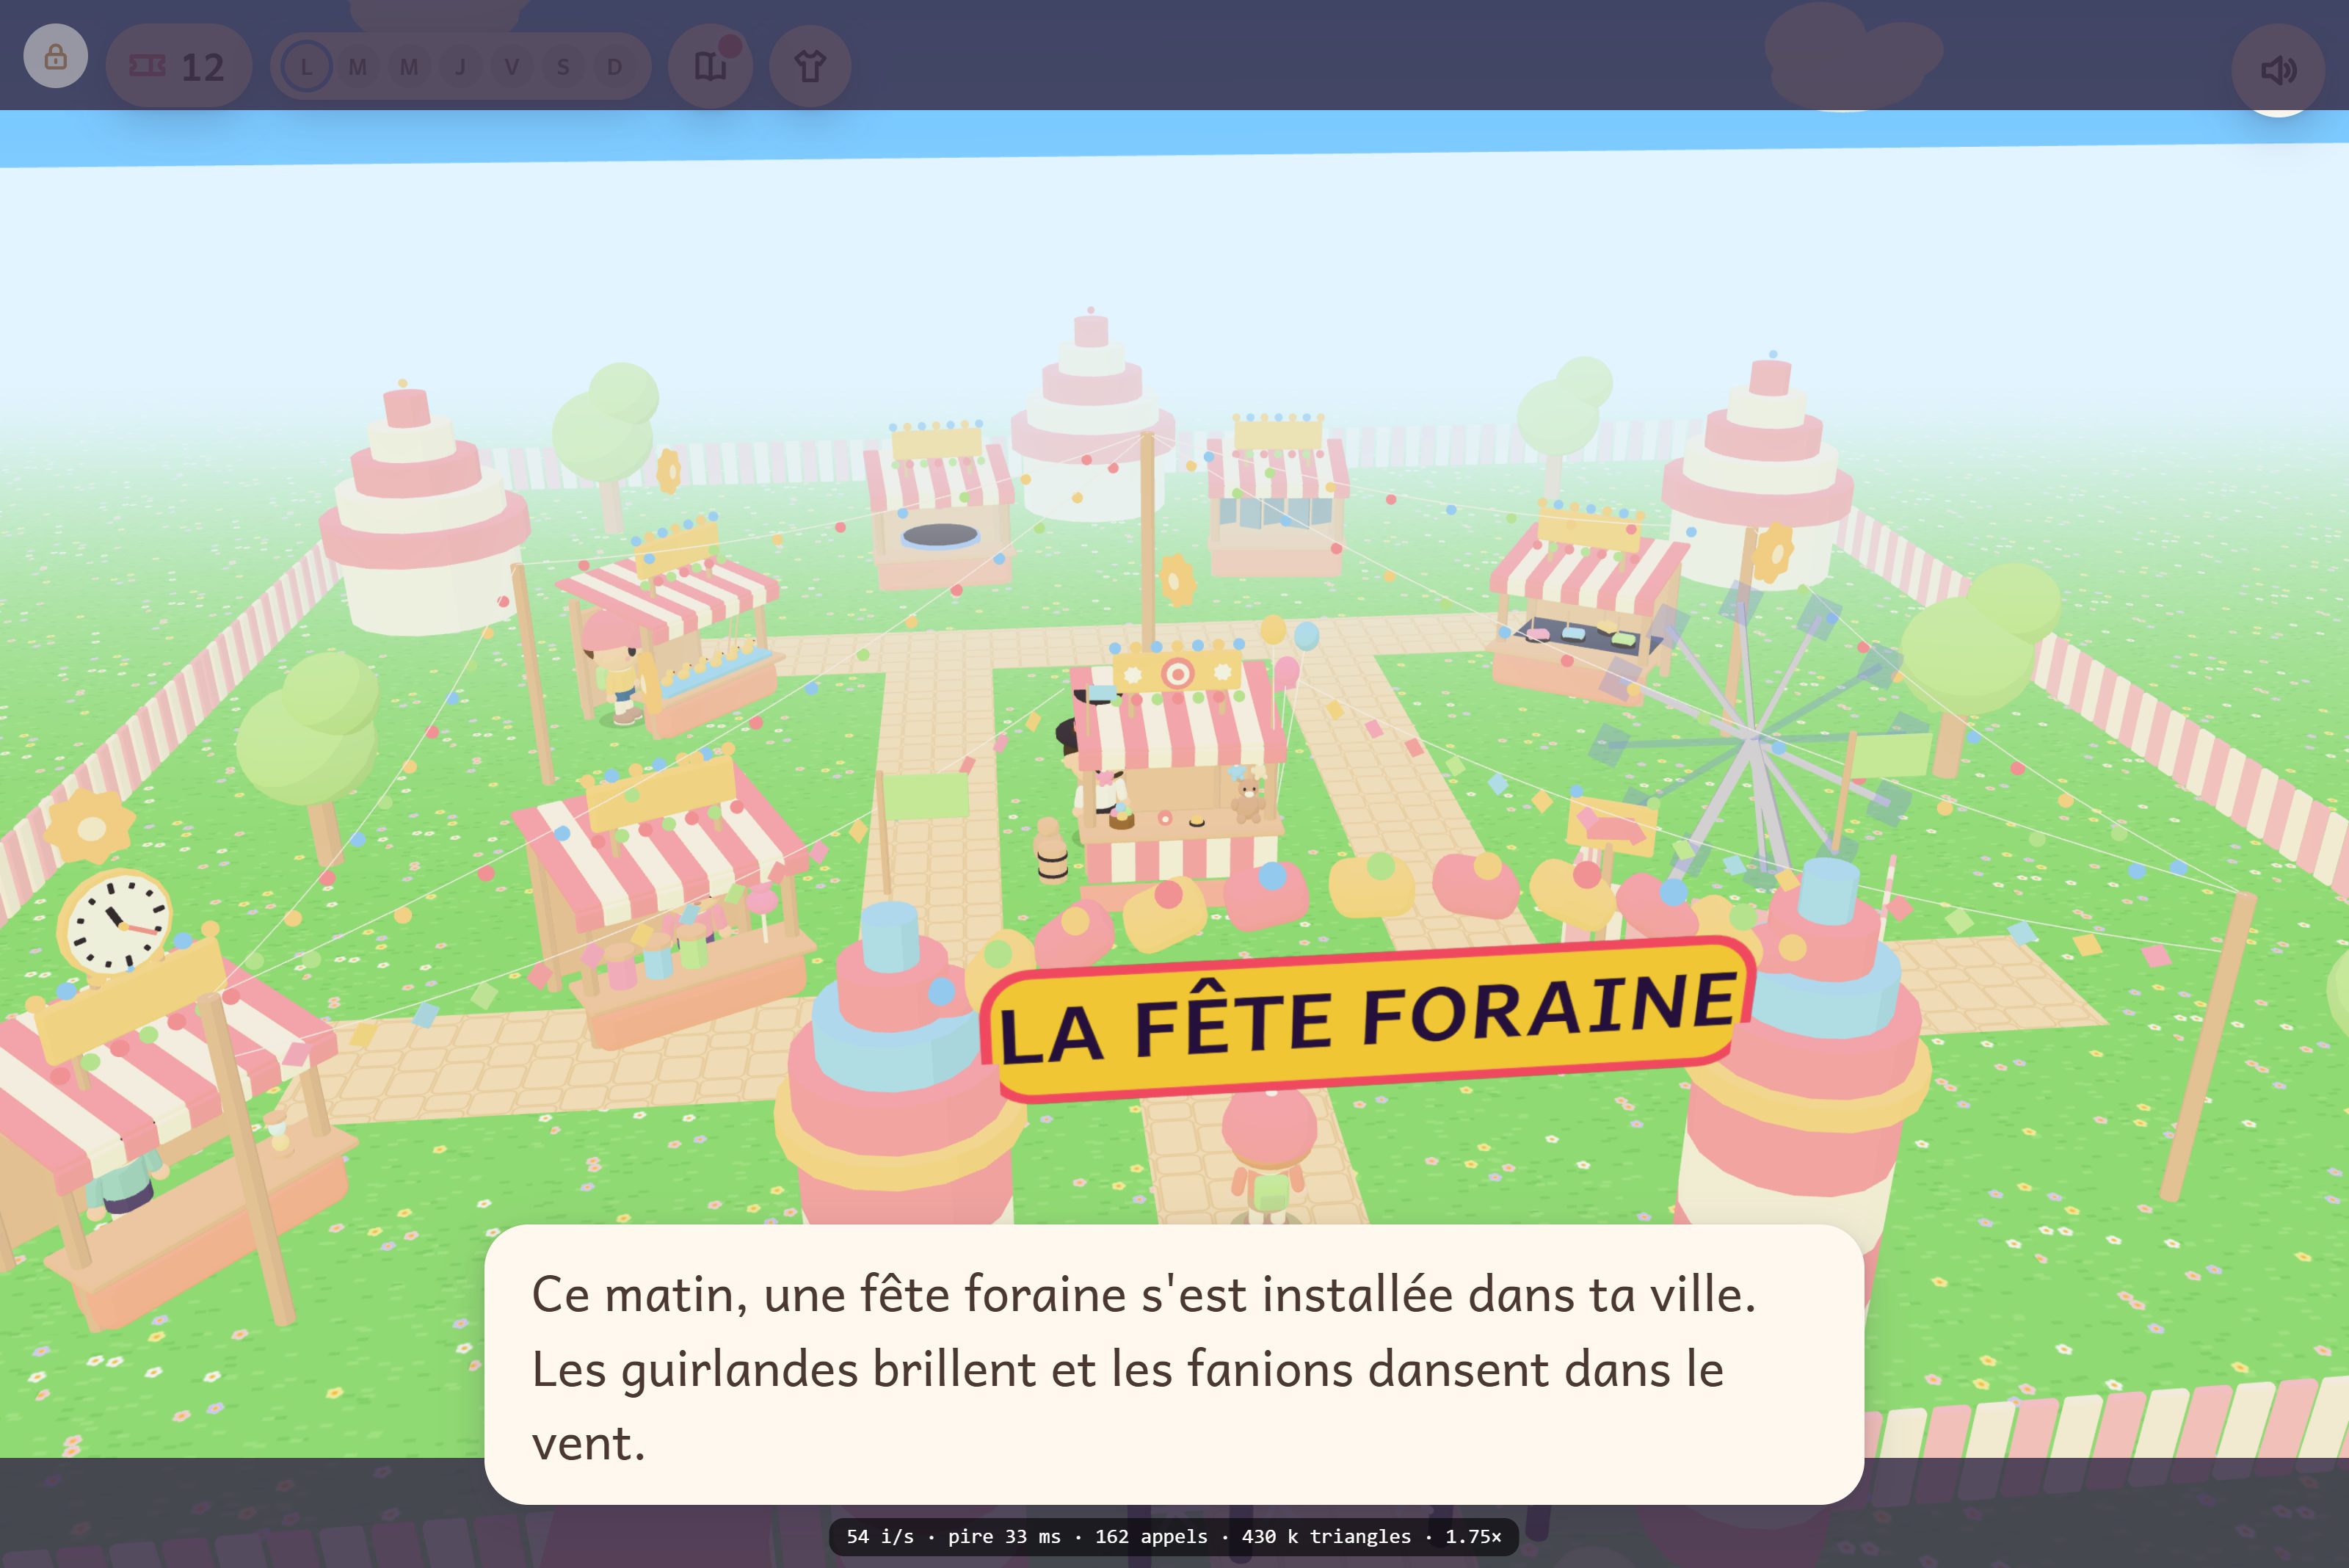 12
L M M J V S D
LA FÊTE FORAINE
Ce matin, une fête foraine s'est installée dans ta ville.
Les guirlandes brillent et les fanions dansent dans le
vent.
54 i/s · pire 33 ms · 162 appels · 430 k triangles · 1.75×